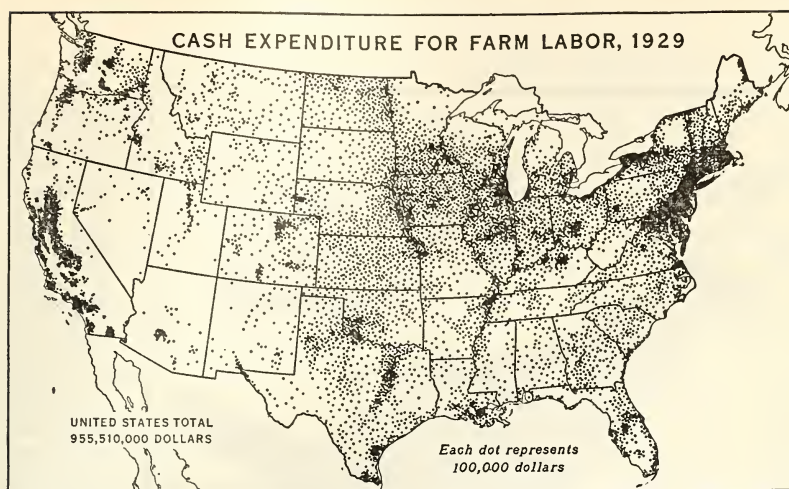 CASH EXPENDITURE FOR FARM LABOR, 1929
UNITED STATES TOTAL
955,510,000 DOLLARS
Each dot represents
100,000 dollars